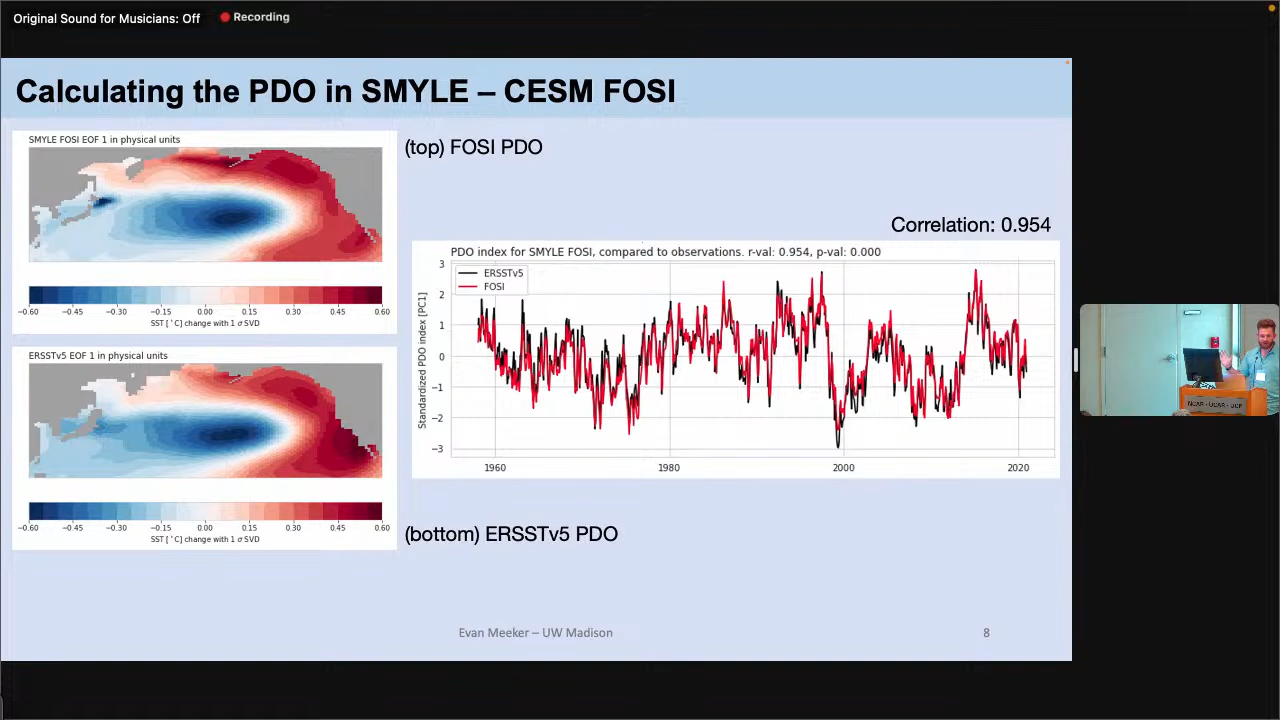 Original Sound for Musicians: Off
Recording
Calculating the PDO in SMYLE – CESM FOSI
SMYLE FOSI EOF 1 in physical units
−0.60 −0.45 −0.30 −0.15 0.00 0.15 0.30 0.45 0.60
SST [°C] change with 1 σ SVD
(top) FOSI PDO
Correlation: 0.954
PDO index for SMYLE FOSI, compared to observations. r-val: 0.954, p-val: 0.000
ERSSTv5
FOSI
Standardized PDO index [PC1]
3
2
1
0
−1
−2
−3
1960 1980 2000 2020
ERSSTv5 EOF 1 in physical units
−0.60 −0.45 −0.30 −0.15 0.00 0.15 0.30 0.45 0.60
SST [°C] change with 1 σ SVD
(bottom) ERSSTv5 PDO
Evan Meeker – UW Madison
8
NCAR · UCAR · UCP